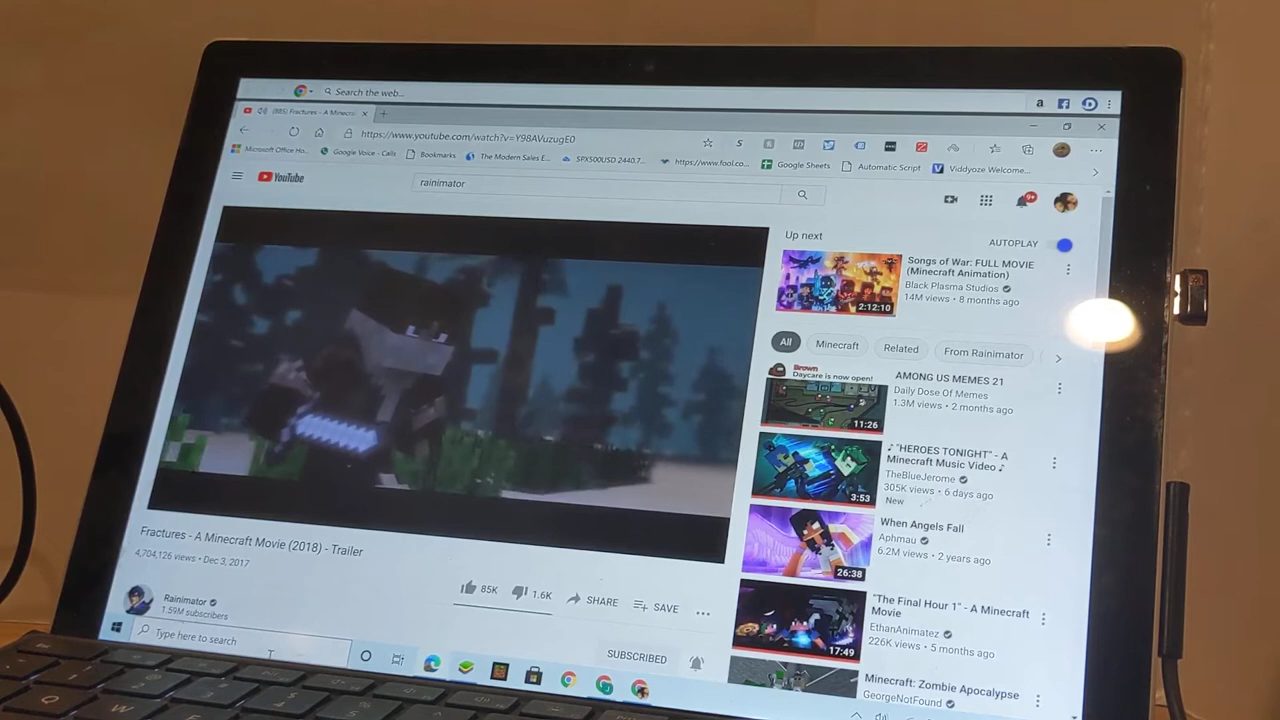 Search the web...
(885) Fractures - A Minecra
https://www.youtube.com/watch?v=Y98AVuzugE0
Microsoft Office Ho...
Google Voice - Calls
Bookmarks
The Modern Sales E...
SPX500USD 2440.7...
https://www.fool.co...
Google Sheets
Automatic Script
Viddyoze Welcome...
YouTube
rainimator
9+
Up next
AUTOPLAY
Songs of War: FULL MOVIE
(Minecraft Animation)
Black Plasma Studios
14M views • 8 months ago
2:12:10
All
Minecraft
Related
From Rainimator
Brown
Daycare is now open!
11:26
AMONG US MEMES 21
Daily Dose Of Memes
1.3M views • 2 months ago
3:53
♪ "HEROES TONIGHT" - A
Minecraft Music Video ♪
TheBlueJerome
305K views • 6 days ago
New
26:38
When Angels Fall
Aphmau
6.2M views • 2 years ago
17:49
"The Final Hour 1" - A Minecraft
Movie
EthanAnimatez
226K views • 5 months ago
Minecraft: Zombie Apocalypse
GeorgeNotFound
Fractures - A Minecraft Movie (2018) - Trailer
4,704,126 views • Dec 3, 2017
85K
1.6K
SHARE
SAVE
Rainimator
1.59M subscribers
SUBSCRIBED
Type here to search
Q
W